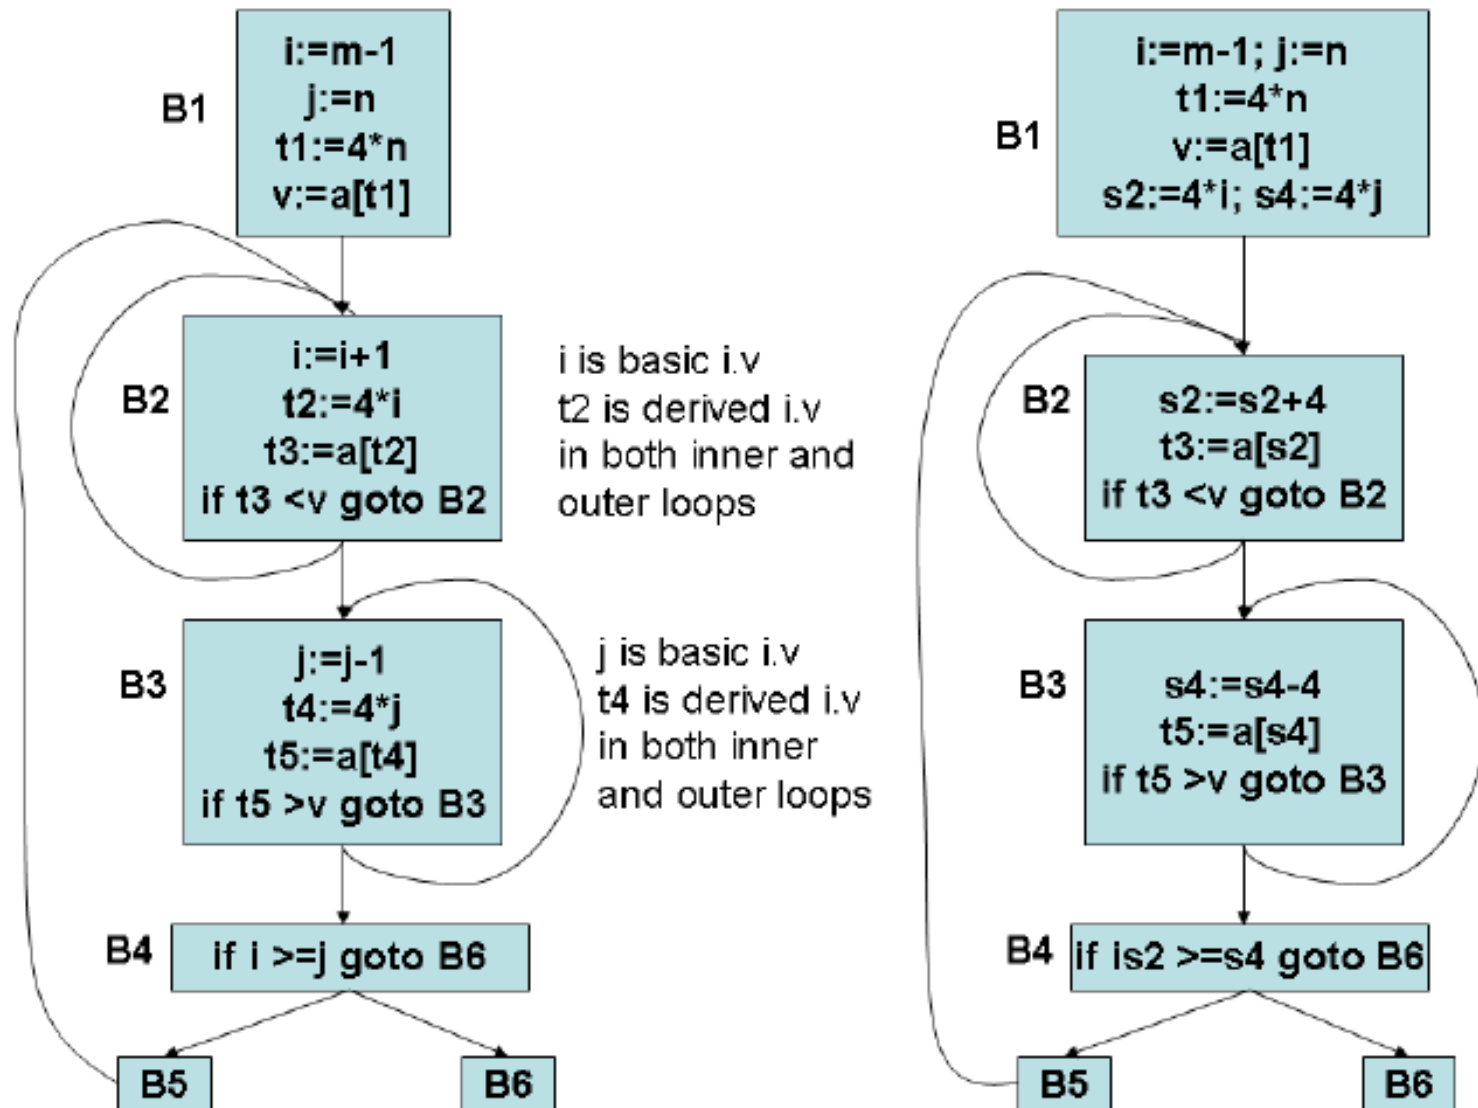 B1
i:=m-1
j:=n
t1:=4*n
v:=a[t1]
B2
i:=i+1
t2:=4*i
t3:=a[t2]
if t3 <v goto B2
i is basic i.v
t2 is derived i.v
in both inner and
outer loops
B3
j:=j-1
t4:=4*j
t5:=a[t4]
if t5 >v goto B3
j is basic i.v
t4 is derived i.v
in both inner
and outer loops
B4
if i >=j goto B6
B5
B6
B1
i:=m-1; j:=n
t1:=4*n
v:=a[t1]
s2:=4*i; s4:=4*j
B2
s2:=s2+4
t3:=a[s2]
if t3 <v goto B2
B3
s4:=s4-4
t5:=a[s4]
if t5 >v goto B3
B4
if is2 >=s4 goto B6
B5
B6